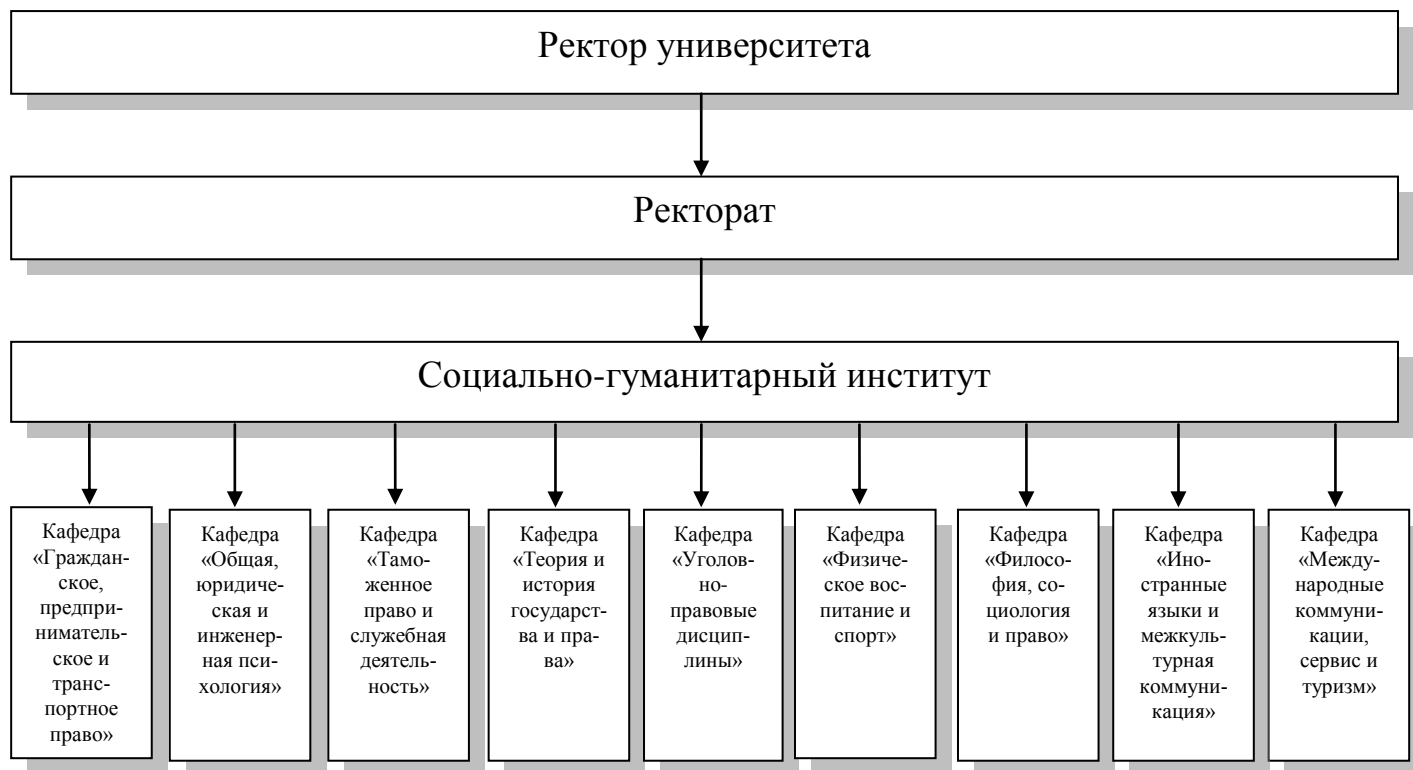 Ректор университета
Ректорат
Социально-гуманитарный институт
Кафедра
«Граждан-
ское,
предпри-
ниматель-
ское и
транс-
портное
право»
Кафедра
«Общая,
юридиче-
ская и
инженер-
ная пси-
хология»
Кафедра
«Тамо-
женное
право и
служебная
деятель-
ность»
Кафедра
«Теория и
история
государст-
ва и пра-
ва»
Кафедра
«Уголов-
но-
правовые
дисцип-
лины»
Кафедра
«Физиче-
ское вос-
питание и
спорт»
Кафедра
«Филосо-
фия, со-
циология
и право»
Кафедра
«Ино-
странные
языки и
межкуль-
турная
коммуни-
кация»
Кафедра
«Между-
народные
коммуни-
кации,
сервис и
туризм»